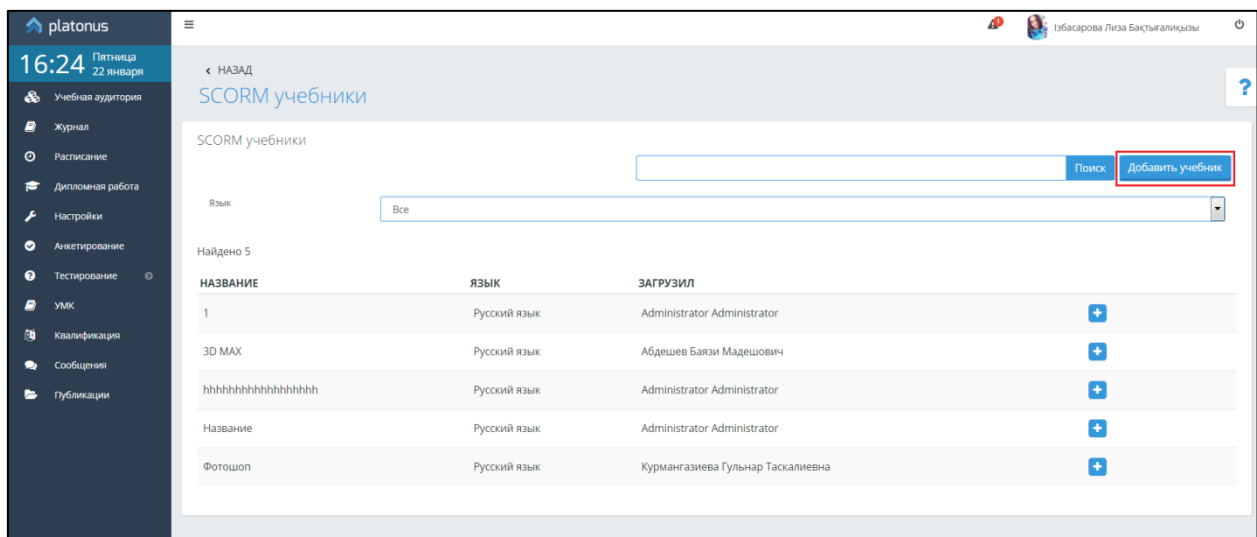 platonus
Ізбасарова Лиза Бақтығалиқызы
16:24 Пятница 22 января
Учебная аудитория
Журнал
Расписание
Дипломная работа
Настройки
Анкетирование
Тестирование
УМК
Квалификация
Сообщения
Публикации
НАЗАД
SCORM учебники
?
SCORM учебники
Поиск Добавить учебник
Язык Все
Найдено 5
НАЗВАНИЕ ЯЗЫК ЗАГРУЗИЛ
1 Русский язык Administrator Administrator
3D MAX Русский язык Абдешев Баязи Мадешович
hhhhhhhhhhhhhhhhhh Русский язык Administrator Administrator
Название Русский язык Administrator Administrator
Фотошоп Русский язык Курмангазиева Гульнар Таскалиевна